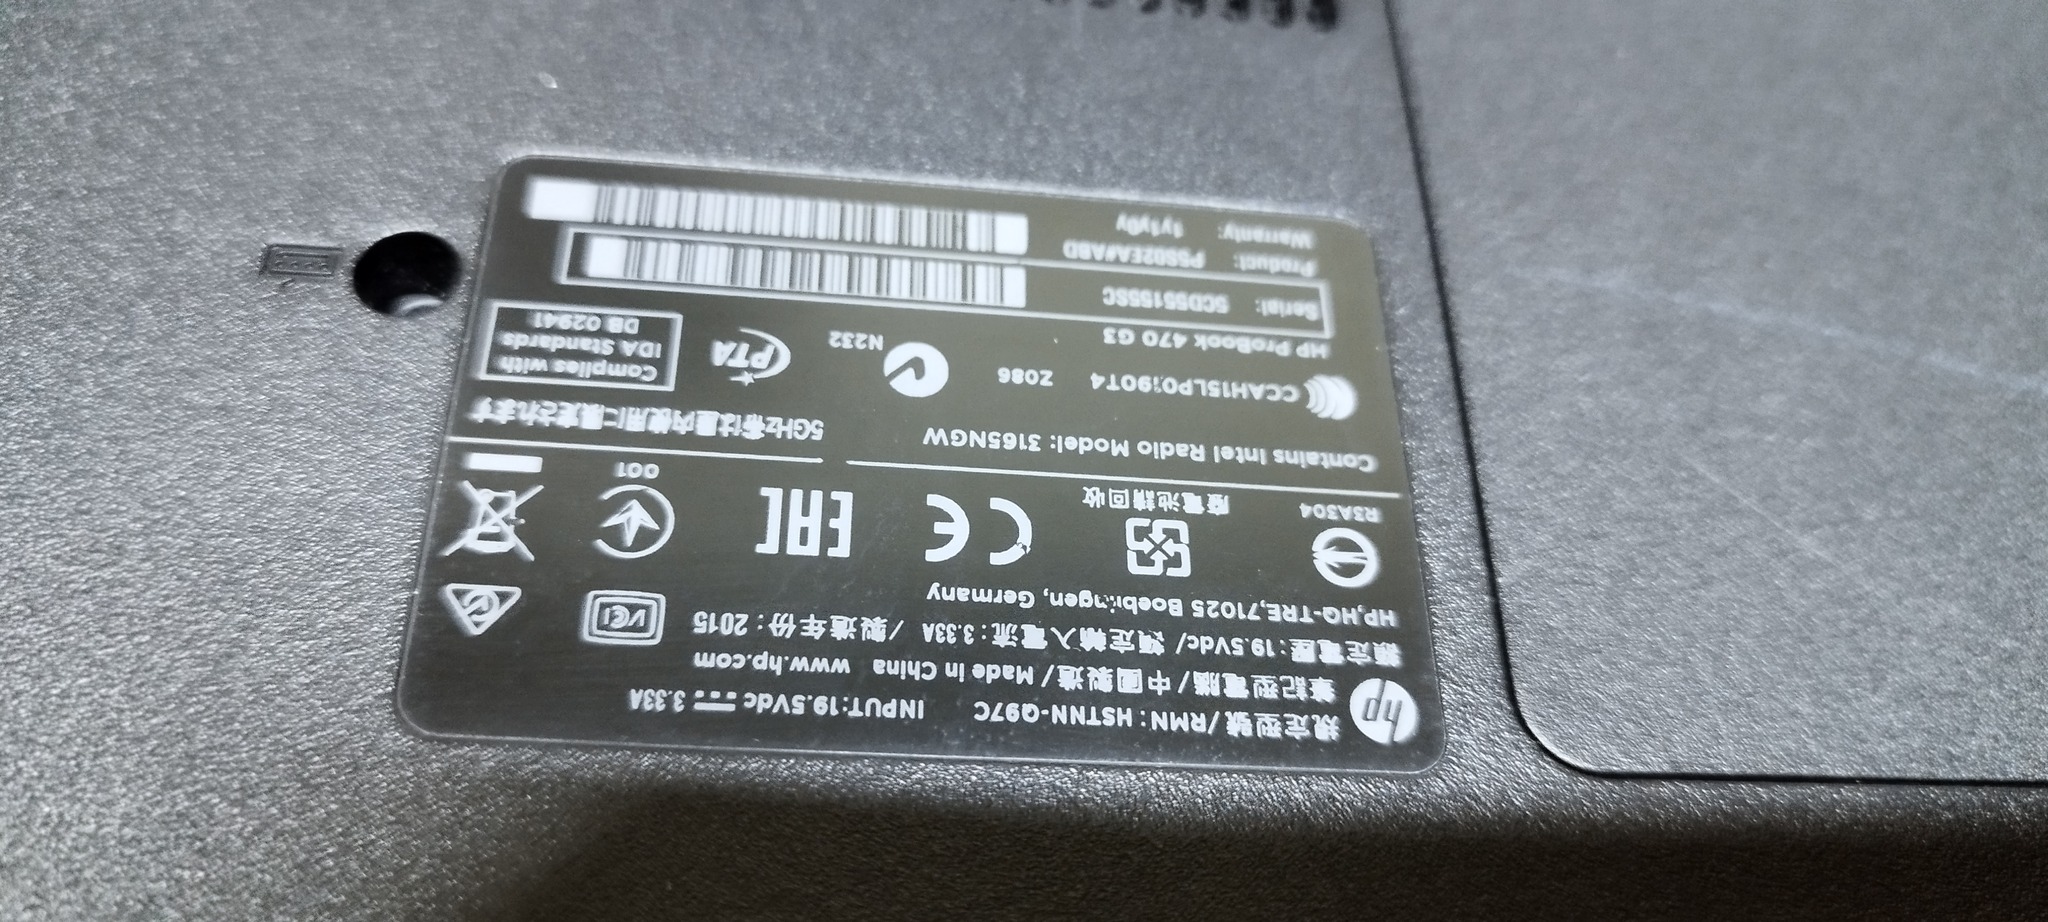 hp
規定型號/RMN: HSTNN-Q97C INPUT:19.5Vdc 3.33A
筆記型電腦/中國製造/Made in China www.hp.com
額定電壓:19.5Vdc/ 額定輸入電流:3.33A /製造年份:2015
HP,HQ-TRE,71025 Boeblingen, Germany
VCI
R3A304
廢電池請回收
CE
EAC
001
Contains Intel Radio Model: 3165NGW
5GHz帯は屋内使用に限定されます
CCAH15LP0190T4
Z086
N232
PTA
Complies with
IDA Standards
DB 02941
HP ProBook 470 G3
Serial: 5CD55155SC
Product: P5S02EA#ABD
Warranty: 1y1y0y